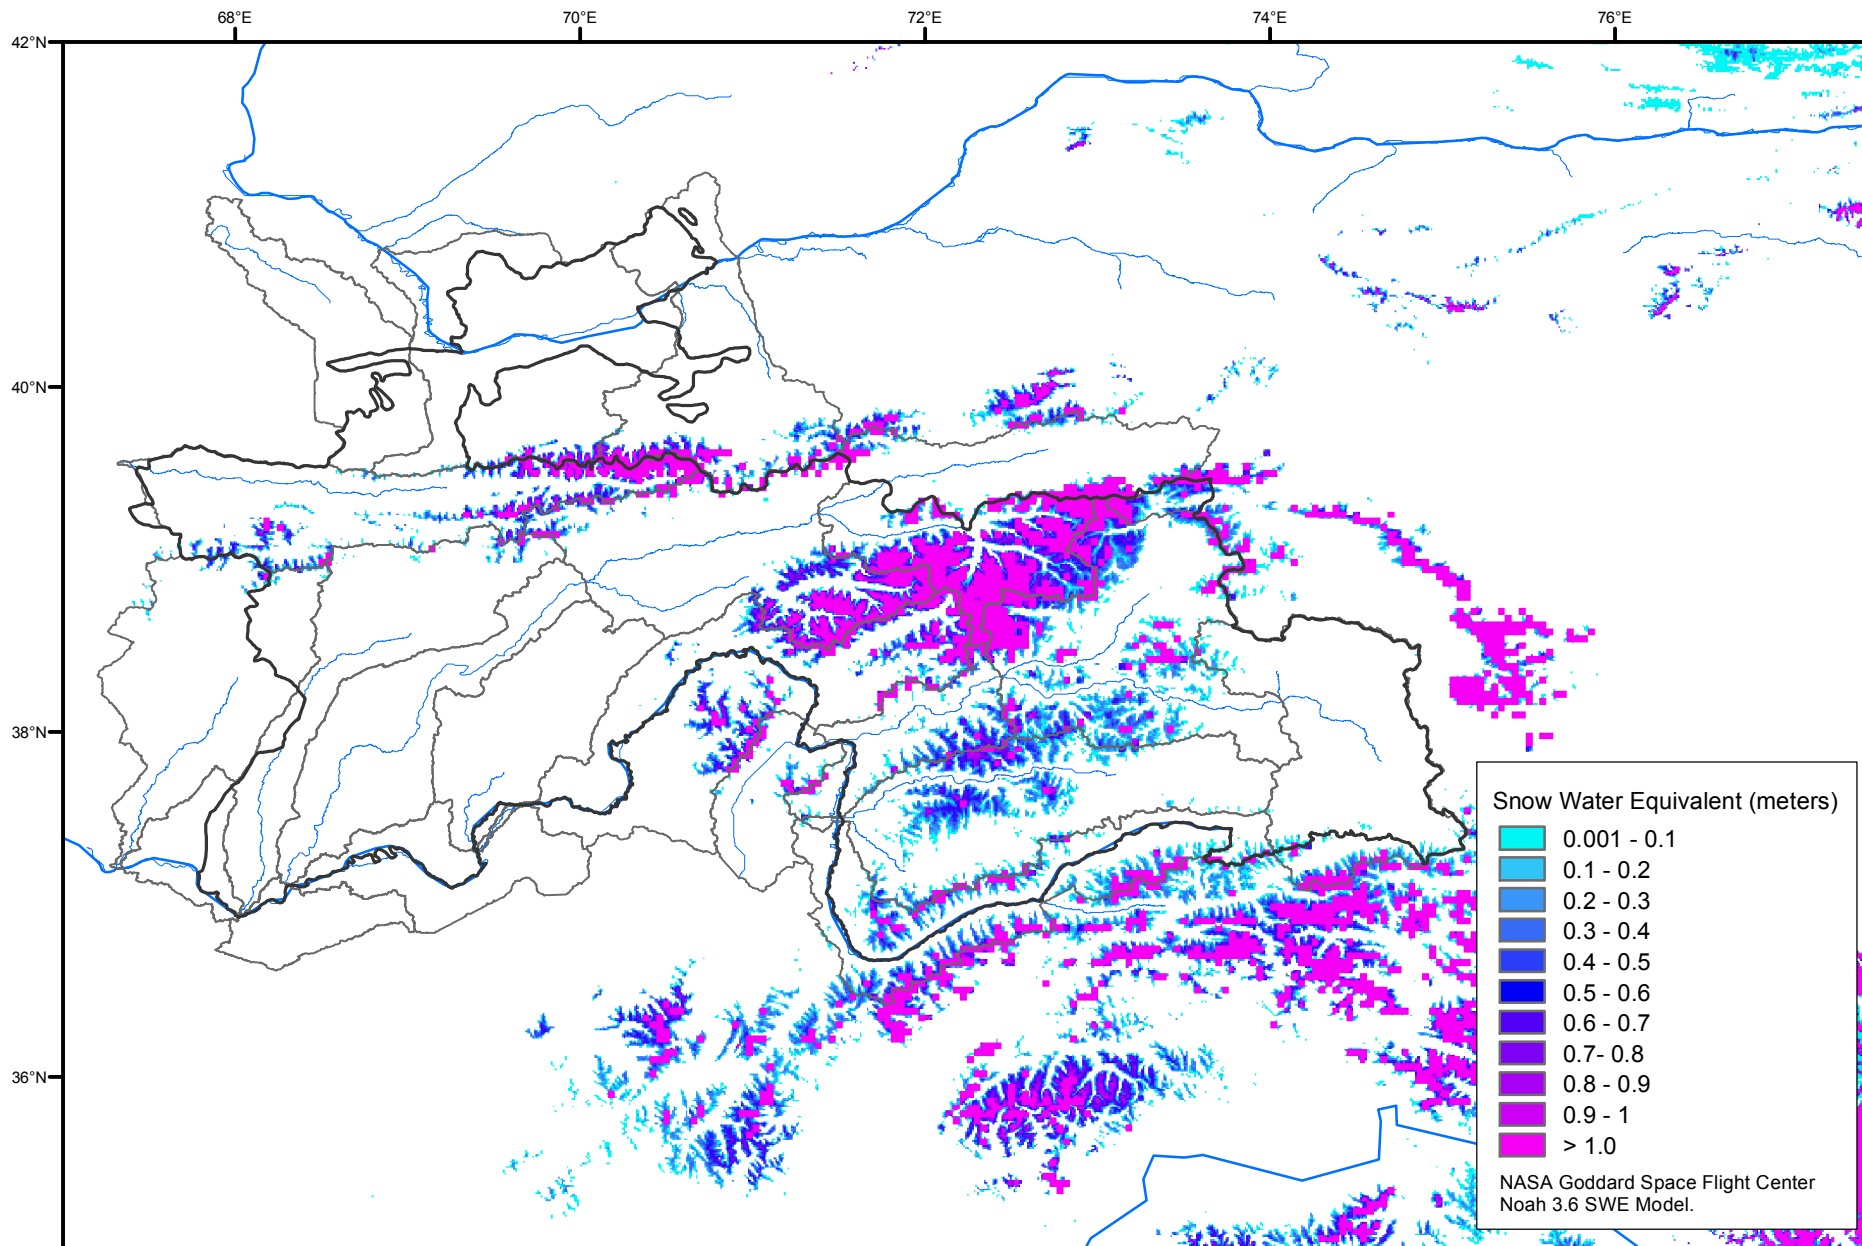 68°E 70°E 72°E 74°E 76°E
42°N
40°N
38°N
36°N
Snow Water Equivalent (meters)
0.001 - 0.1
0.1 - 0.2
0.2 - 0.3
0.3 - 0.4
0.4 - 0.5
0.5 - 0.6
0.6 - 0.7
0.7- 0.8
0.8 - 0.9
0.9 - 1
> 1.0
NASA Goddard Space Flight Center
Noah 3.6 SWE Model.